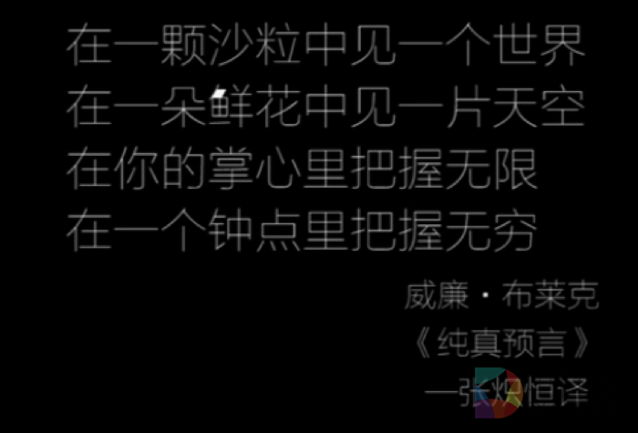 在一颗沙粒中见一个世界
在一朵鲜花中见一片天空
在你的掌心里把握无限
在一个钟点里把握无穷
威廉·布莱克
《纯真预言》
—张炽恒译